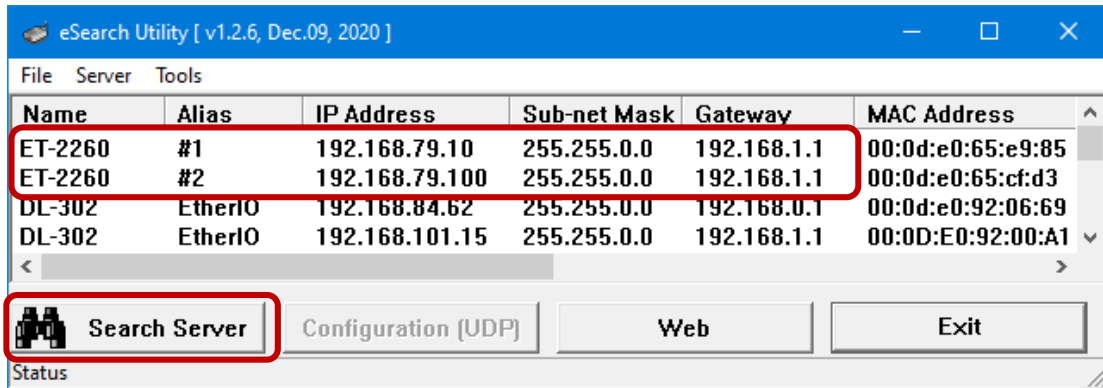 eSearch Utility [ v1.2.6, Dec.09, 2020 ]
File Server Tools
Name Alias IP Address Sub-net Mask Gateway MAC Address
ET-2260 #1 192.168.79.10 255.255.0.0 192.168.1.1 00:0d:e0:65:e9:85
ET-2260 #2 192.168.79.100 255.255.0.0 192.168.1.1 00:0d:e0:65:cf:d3
DL-302 EtherIO 192.168.84.62 255.255.0.0 192.168.0.1 00:0d:e0:92:06:69
DL-302 EtherIO 192.168.101.15 255.255.0.0 192.168.1.1 00:0D:E0:92:00:A1
Search Server Configuration (UDP) Web Exit
Status